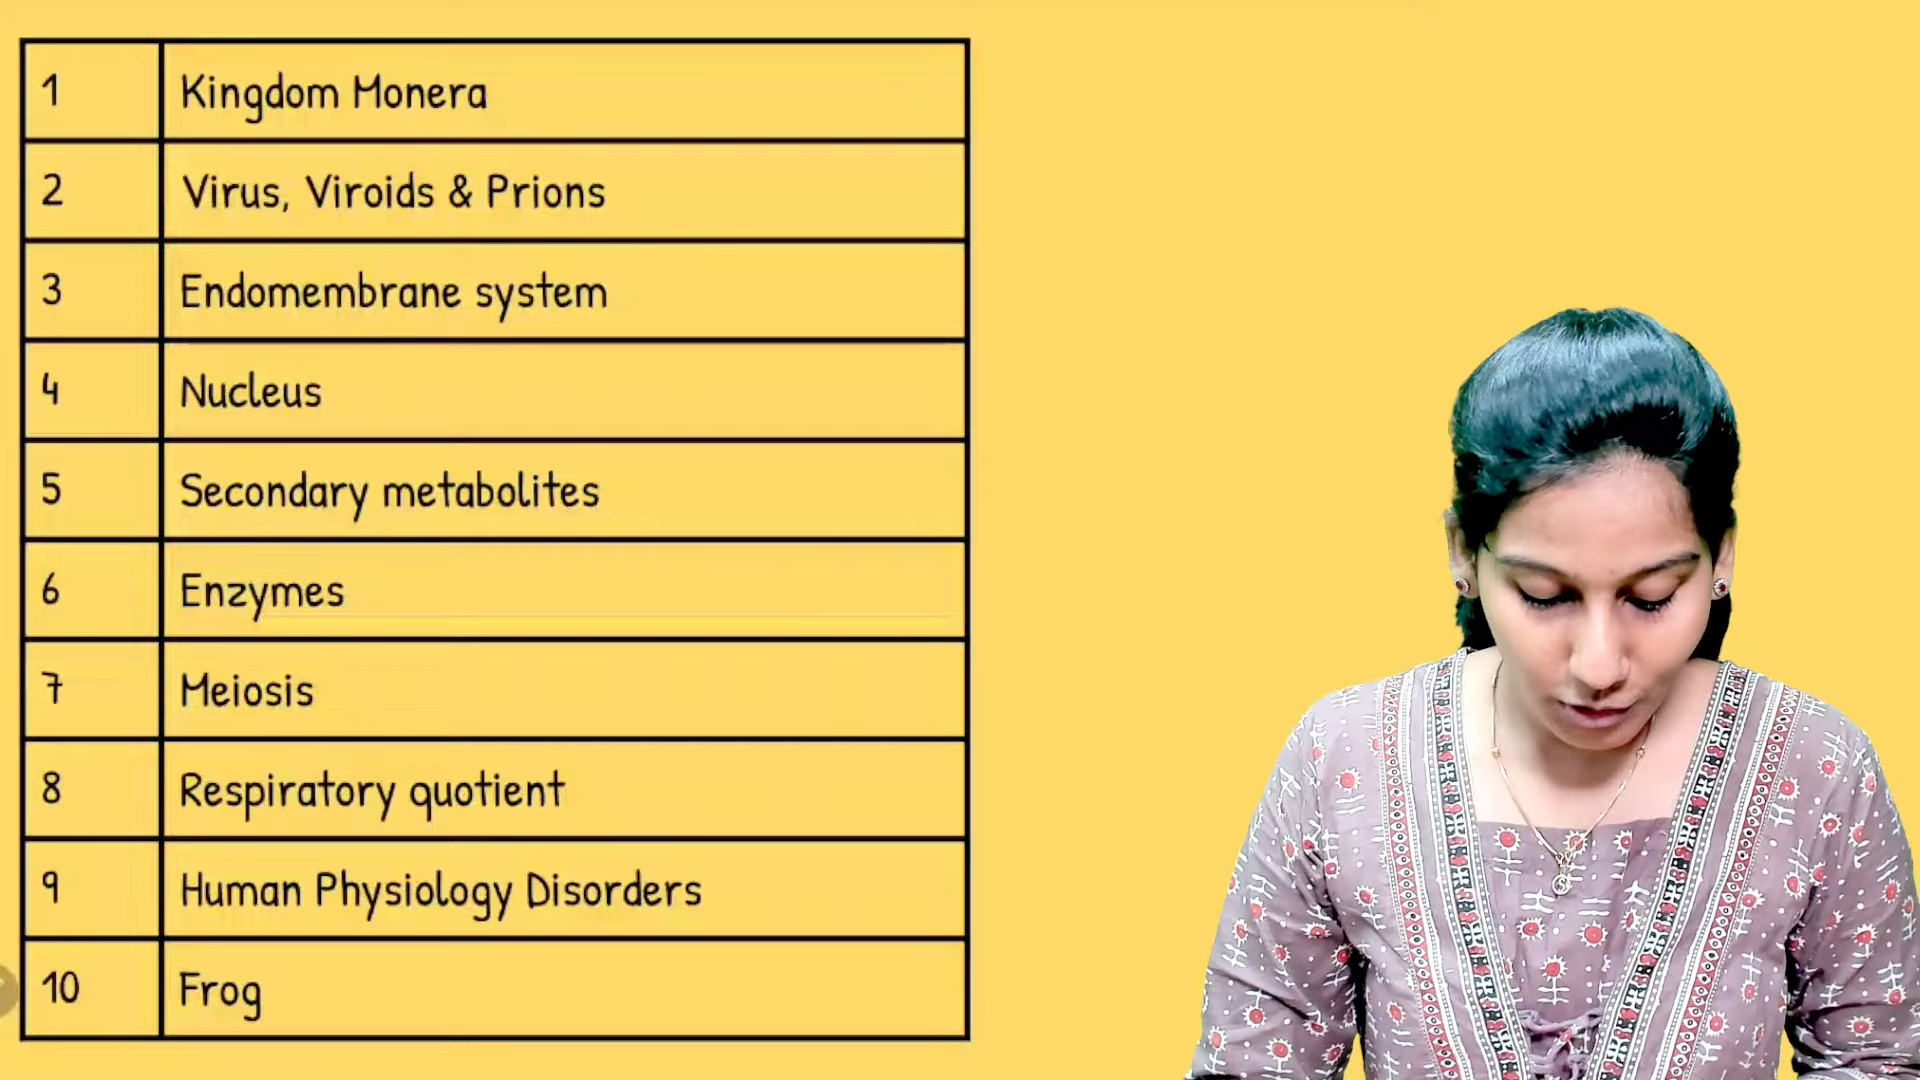 1 Kingdom Monera
2 Virus, Viroids & Prions
3 Endomembrane system
4 Nucleus
5 Secondary metabolites
6 Enzymes
7 Meiosis
8 Respiratory quotient
9 Human Physiology Disorders
10 Frog